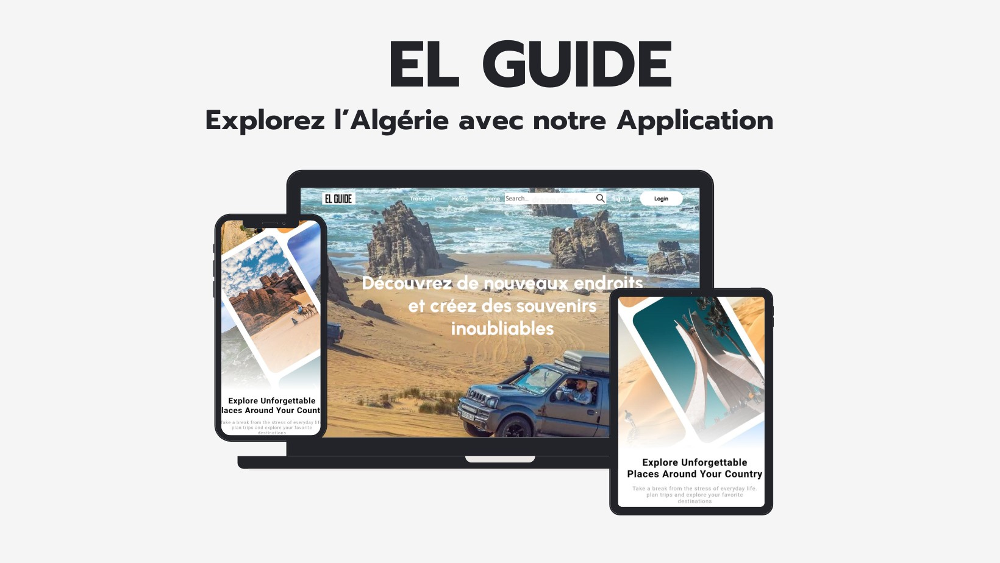 EL GUIDE
Explorez l’Algérie avec notre Application
EL GUIDE
Transport
Hotels
Home
Search...
dreamstime.
Sign Up
Login
Découvrez de nouveaux endroits
et créez des souvenirs
inoubliables
Explore Unforgettable
laces Around Your Count
Take a break from the stress of everyday lif
plan trips and explore your favorite
destinations
Explore Unforgettable
Places Around Your Country
Take a break from the stress of everyday life.
plan trips and explore your favorite
destinations